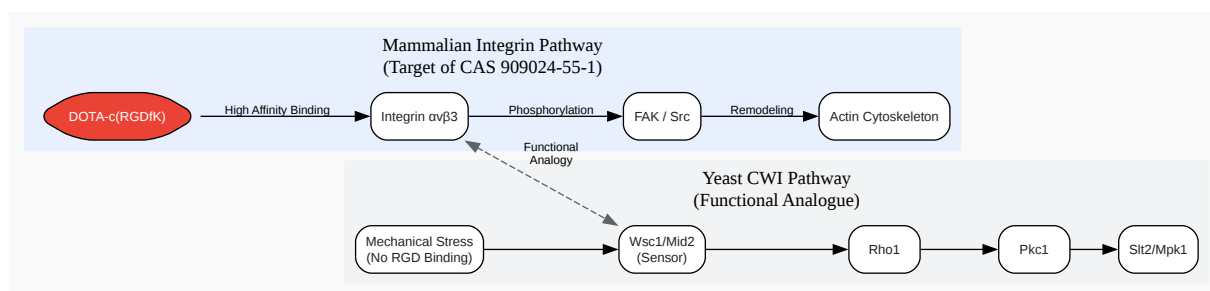 Mammalian Integrin Pathway
(Target of CAS 909024-55-1)
DOTA-c(RGDfK)
High Affinity Binding
Integrin αvβ3
Phosphorylation
FAK / Src
Remodeling
Actin Cytoskeleton
Functional
Analogy
Yeast CWI Pathway
(Functional Analogue)
Mechanical Stress
(No RGD Binding)
Wsc1/Mid2
(Sensor)
Rho1
Pkc1
Slt2/Mpk1